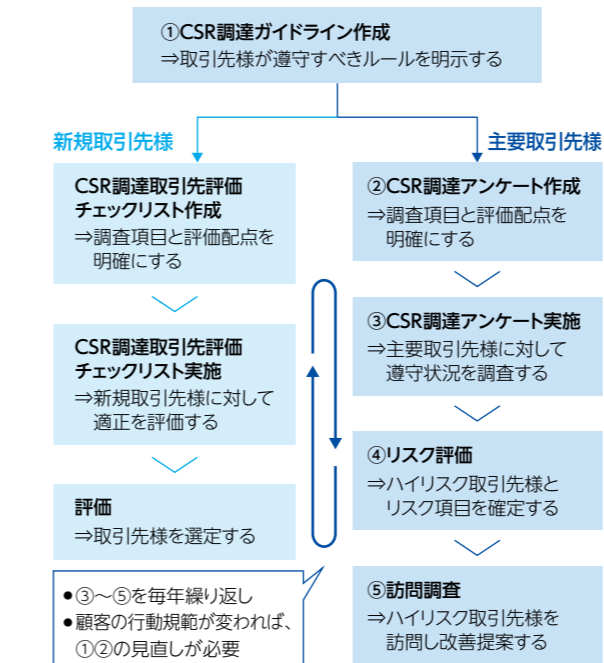 ①CSR調達ガイドライン作成
⇒取引先様が遵守すべきルールを明示する
新規取引先様
CSR調達取引先評価
チェックリスト作成
⇒調査項目と評価配点を
明確にする
CSR調達取引先評価
チェックリスト実施
⇒新規取引先様に対して
適正を評価する
評価
⇒取引先様を選定する
主要取引先様
②CSR調達アンケート作成
⇒調査項目と評価配点を
明確にする
③CSR調達アンケート実施
⇒主要取引先様に対して
遵守状況を調査する
④リスク評価
⇒ハイリスク取引先様と
リスク項目を確定する
⑤訪問調査
⇒ハイリスク取引先様を
訪問し改善提案する
●③～⑤を毎年繰り返し
●顧客の行動規範が変われば、
①②の見直しが必要